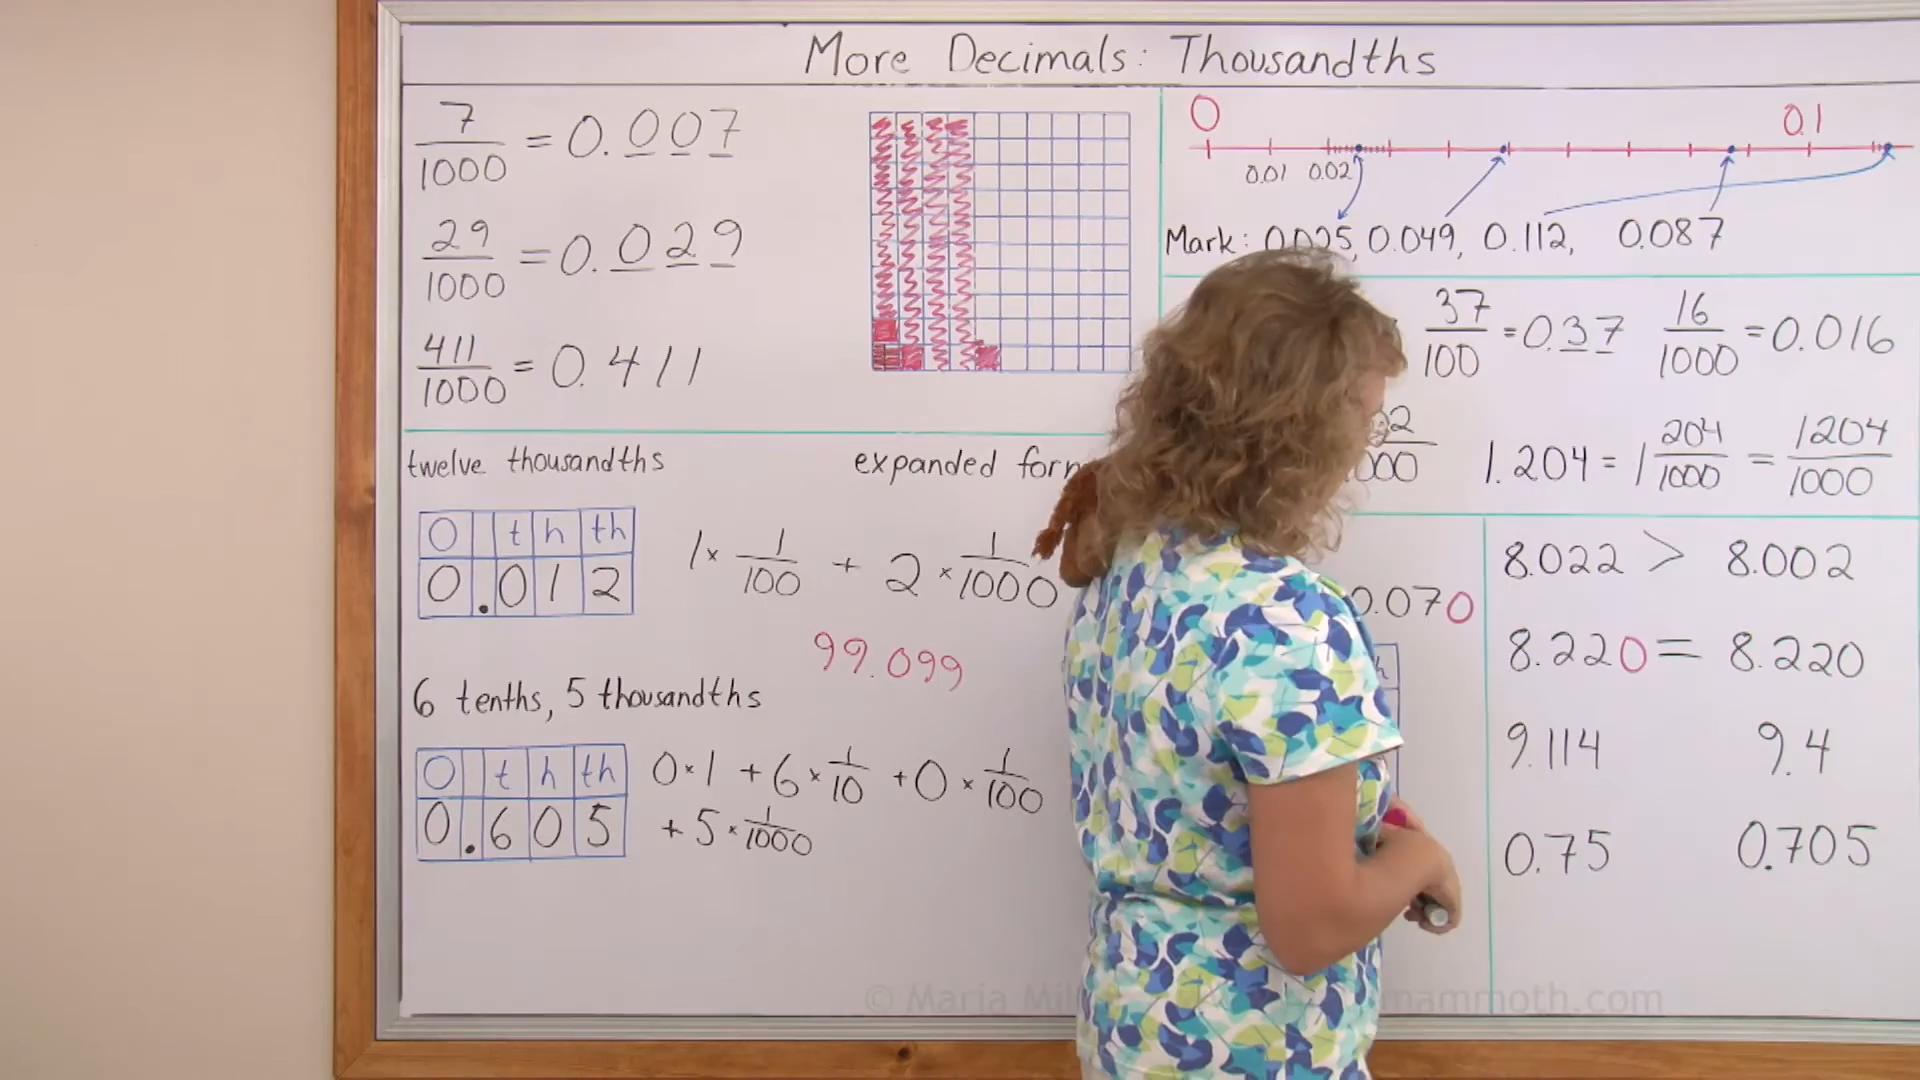 More Decimals: Thousandths
7/1000 = 0.007
29/1000 = 0.029
411/1000 = 0.411
0 0.1
0.01 0.02
Mark: 0.025, 0.049, 0.112, 0.087
37/100 = 0.37 16/1000 = 0.016
1.204 = 1 204/1000 = 1204/1000
twelve thousandths expanded form
0 t h th
0.012
1 × 1/100 + 2 × 1/1000
99.099
6 tenths, 5 thousandths
0 t h th
0.605
0 × 1 + 6 × 1/10 + 0 × 1/100
+ 5 × 1/1000
0.070
h
8.022 > 8.002
8.220 = 8.220
9.114 9.4
0.75 0.705
© Maria mammoth.com